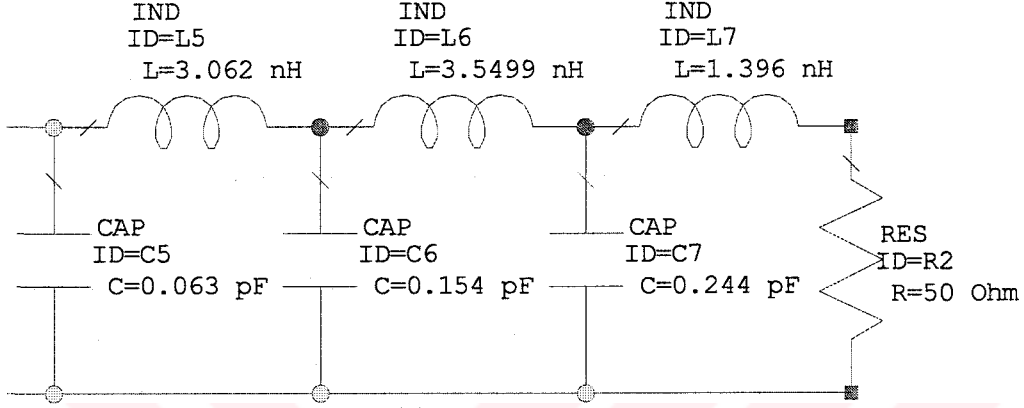 IND
ID=L5
L=3.062 nH
IND
ID=L6
L=3.5499 nH
IND
ID=L7
L=1.396 nH
CAP
ID=C5
C=0.063 pF
CAP
ID=C6
C=0.154 pF
CAP
ID=C7
C=0.244 pF
RES
ID=R2
R=50 Ohm